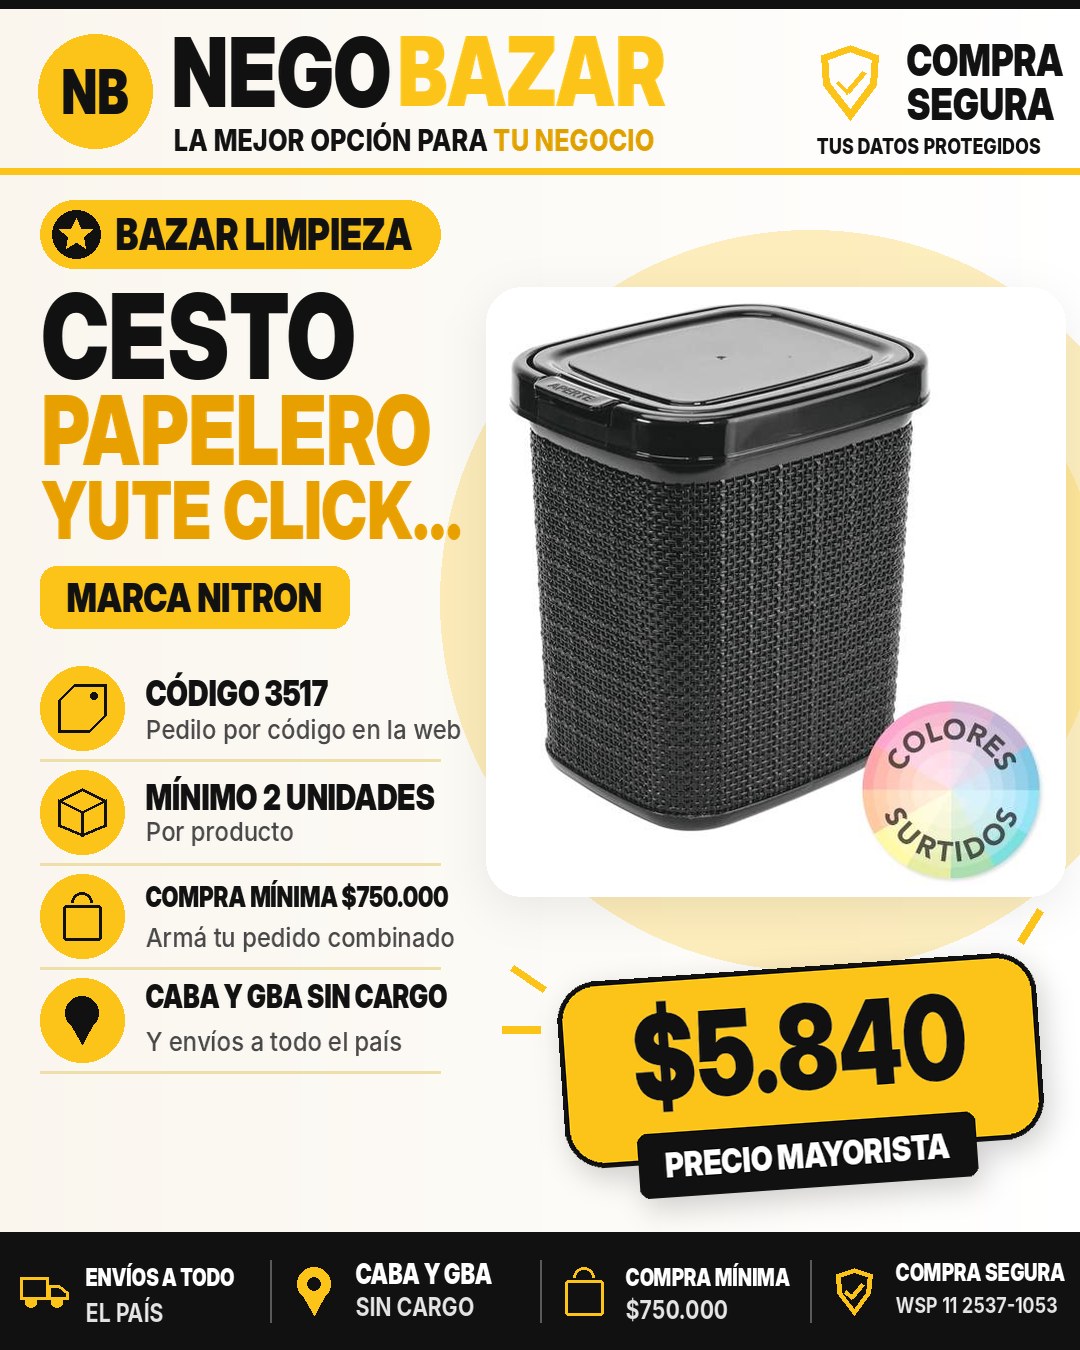 NB
NEGOBAZAR
LA MEJOR OPCIÓN PARA TU NEGOCIO
COMPRA
SEGURA
TUS DATOS PROTEGIDOS
BAZAR LIMPIEZA
CESTO
PAPELERO
YUTE CLICK...
MARCA NITRON
CÓDIGO 3517
Pedilo por código en la web
MÍNIMO 2 UNIDADES
Por producto
COMPRA MÍNIMA $750.000
Armá tu pedido combinado
CABA Y GBA SIN CARGO
Y envíos a todo el país
APERTE
COLORES
SURTIDOS
$5.840
PRECIO MAYORISTA
ENVÍOS A TODO
EL PAÍS
CABA Y GBA
SIN CARGO
COMPRA MÍNIMA
$750.000
COMPRA SEGURA
WSP 11 2537-1053